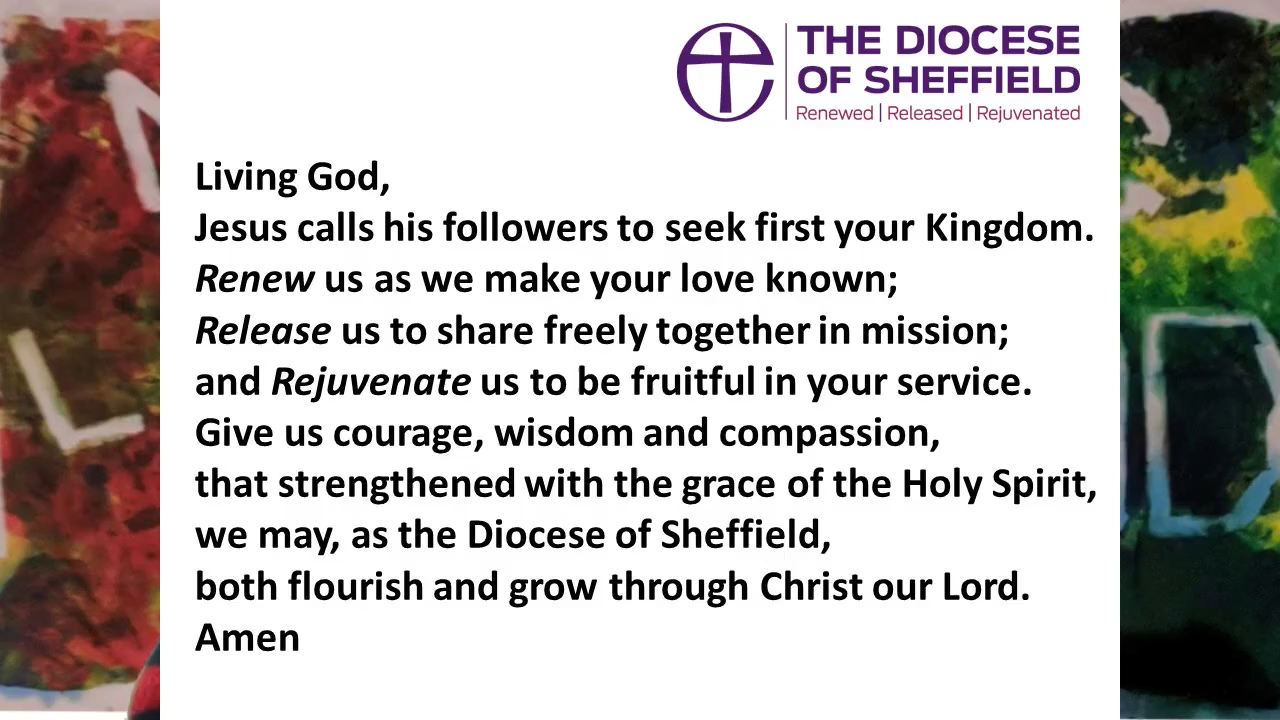 THE DIOCESE
OF SHEFFIELD
Renewed | Released | Rejuvenated
Living God,
Jesus calls his followers to seek first your Kingdom.
Renew us as we make your love known;
Release us to share freely together in mission;
and Rejuvenate us to be fruitful in your service.
Give us courage, wisdom and compassion,
that strengthened with the grace of the Holy Spirit,
we may, as the Diocese of Sheffield,
both flourish and grow through Christ our Lord.
Amen